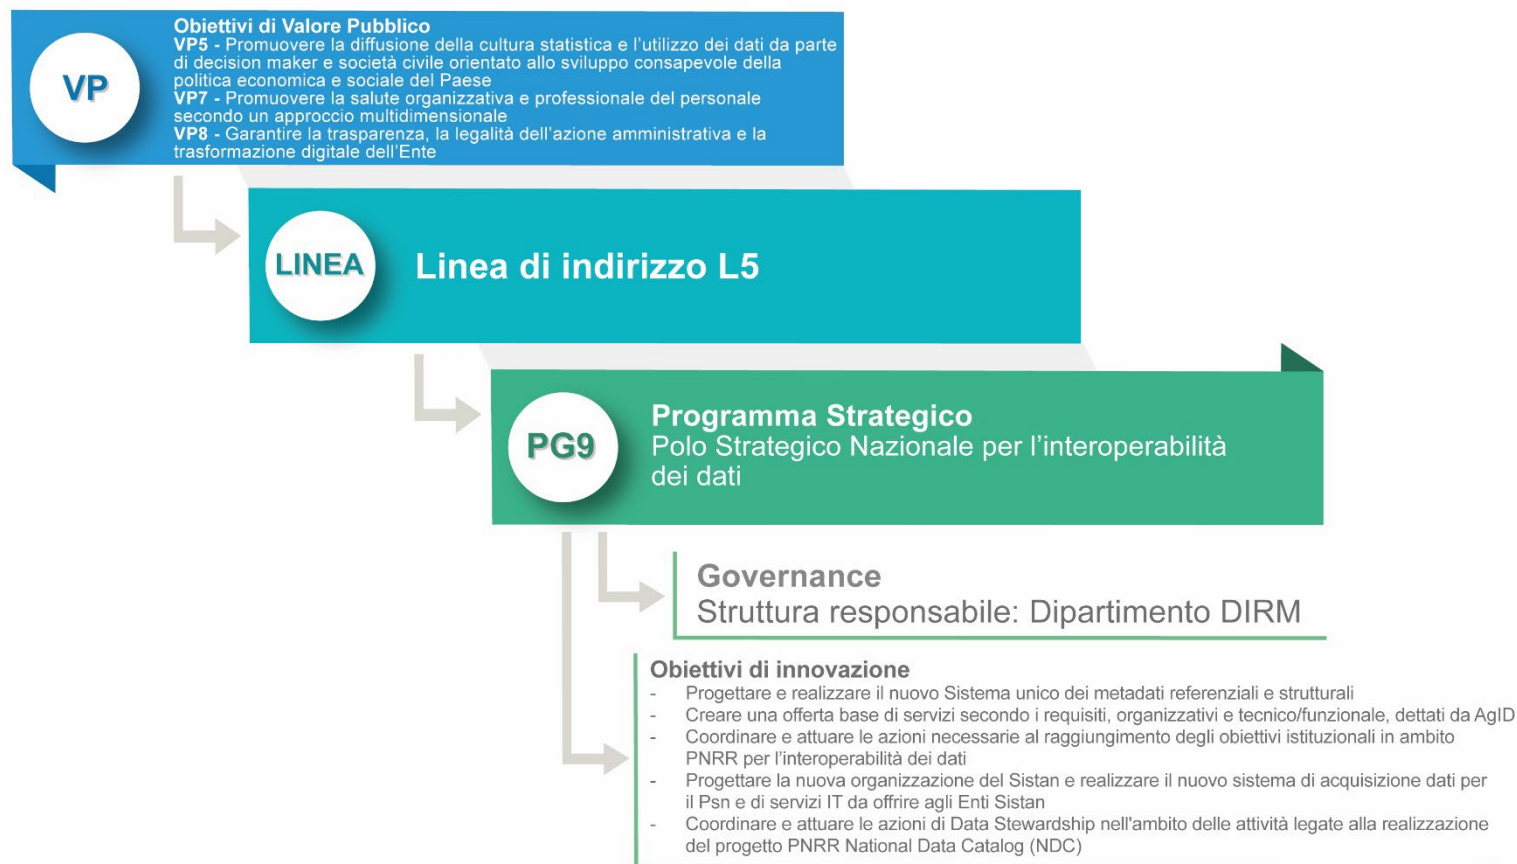 VP
Obiettivi di Valore Pubblico
VP5 - Promuovere la diffusione della cultura statistica e l'utilizzo dei dati da parte
di decision maker e società civile orientato allo sviluppo consapevole della
politica economica e sociale del Paese
VP7 - Promuovere la salute organizzativa e professionale del personale
secondo un approccio multidimensionale
VP8 - Garantire la trasparenza, la legalità dell'azione amministrativa e la
trasformazione digitale dell'Ente
LINEA
Linea di indirizzo L5
PG9
Programma Strategico
Polo Strategico Nazionale per l'interoperabilità
dei dati
Governance
Struttura responsabile: Dipartimento DIRM
Obiettivi di innovazione
- Progettare e realizzare il nuovo Sistema unico dei metadati referenziali e strutturali
- Creare una offerta base di servizi secondo i requisiti, organizzativi e tecnico/funzionale, dettati da AgID
- Coordinare e attuare le azioni necessarie al raggiungimento degli obiettivi istituzionali in ambito
PNRR per l'interoperabilità dei dati
- Progettare la nuova organizzazione del Sistan e realizzare il nuovo sistema di acquisizione dati per
il Psn e di servizi IT da offrire agli Enti Sistan
- Coordinare e attuare le azioni di Data Stewardship nell'ambito delle attività legate alla realizzazione
del progetto PNRR National Data Catalog (NDC)